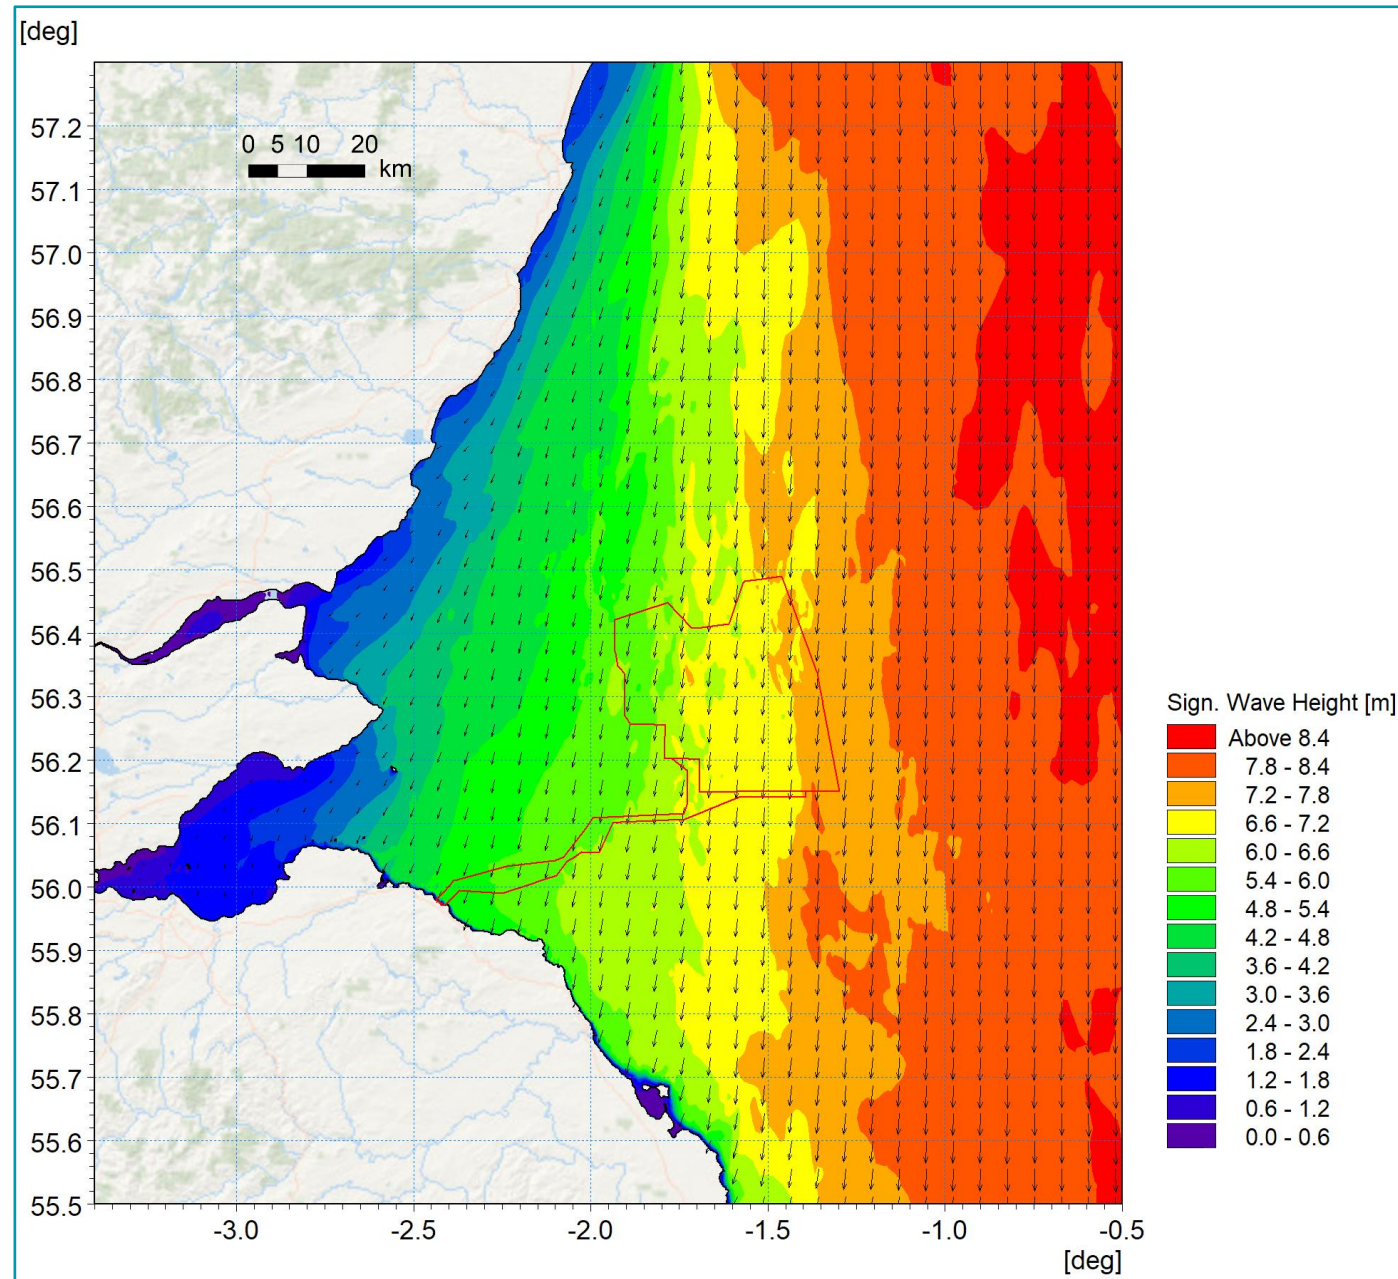 [deg]
0 5 10 20
km
57.2
57.1
57.0
56.9
56.8
56.7
56.6
56.5
56.4
56.3
56.2
56.1
56.0
55.9
55.8
55.7
55.6
55.5
-3.0 -2.5 -2.0 -1.5 -1.0 -0.5
[deg]
Sign. Wave Height [m]
Above 8.4
7.8 - 8.4
7.2 - 7.8
6.6 - 7.2
6.0 - 6.6
5.4 - 6.0
4.8 - 5.4
4.2 - 4.8
3.6 - 4.2
3.0 - 3.6
2.4 - 3.0
1.8 - 2.4
1.2 - 1.8
0.6 - 1.2
0.0 - 0.6